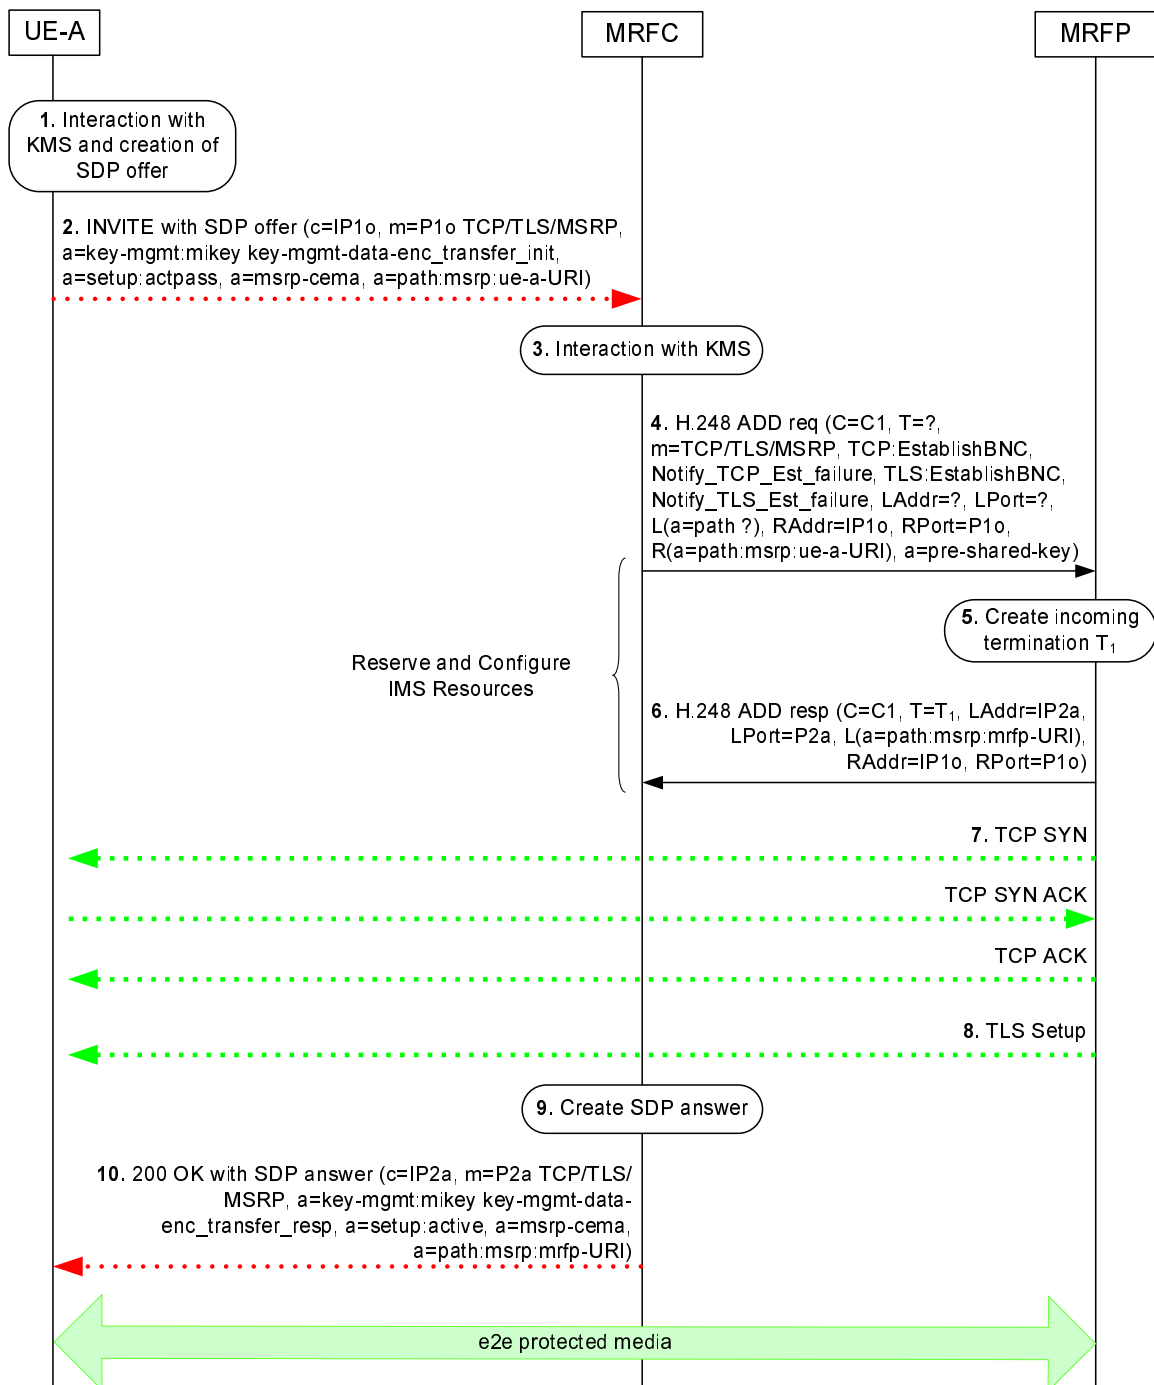 UE-A
MRFC
MRFP
1. Interaction with
KMS and creation of
SDP offer
2. INVITE with SDP offer (c=IP1o, m=P1o TCP/TLS/MSRP,
a=key-mgmt:mikey key-mgmt-data-enc_transfer_init,
a=setup:actpass, a=msrp-cema, a=path:msrp:ue-a-URI)
3. Interaction with KMS
4. H.248 ADD req (C=C1, T=?,
m=TCP/TLS/MSRP, TCP:EstablishBNC,
Notify_TCP_Est_failure, TLS:EstablishBNC,
Notify_TLS_Est_failure, LAddr=?, LPort=?,
L(a=path ?), RAddr=IP1o, RPort=P1o,
R(a=path:msrp:ue-a-URI), a=pre-shared-key)
5. Create incoming
termination T1
Reserve and Configure
IMS Resources
6. H.248 ADD resp (C=C1, T=T1, LAddr=IP2a,
LPort=P2a, L(a=path:msrp:mrfp-URI),
RAddr=IP1o, RPort=P1o)
7. TCP SYN
TCP SYN ACK
TCP ACK
8. TLS Setup
9. Create SDP answer
10. 200 OK with SDP answer (c=IP2a, m=P2a TCP/TLS/
MSRP, a=key-mgmt:mikey key-mgmt-data-
enc_transfer_resp, a=setup:active, a=msrp-cema,
a=path:msrp:mrfp-URI)
e2e protected media